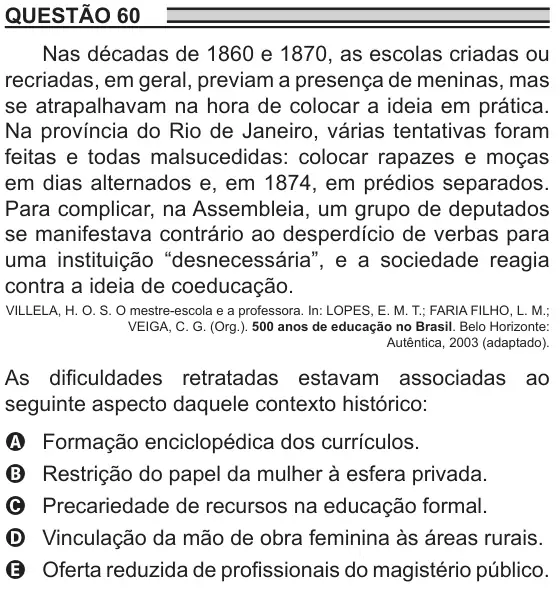 QUESTÃO 60
Nas décadas de 1860 e 1870, as escolas criadas ou
recriadas, em geral, previam a presença de meninas, mas
se atrapalhavam na hora de colocar a ideia em prática.
Na província do Rio de Janeiro, várias tentativas foram
feitas e todas malsucedidas: colocar rapazes e moças
em dias alternados e, em 1874, em prédios separados.
Para complicar, na Assembleia, um grupo de deputados
se manifestava contrário ao desperdício de verbas para
uma instituição “desnecessária”, e a sociedade reagia
contra a ideia de coeducação.
VILLELA, H. O. S. O mestre-escola e a professora. In: LOPES, E. M. T.; FARIA FILHO, L. M.;
VEIGA, C. G. (Org.). 500 anos de educação no Brasil. Belo Horizonte:
Autêntica, 2003 (adaptado).
As dificuldades retratadas estavam associadas ao
seguinte aspecto daquele contexto histórico:
A Formação enciclopédica dos currículos.
B Restrição do papel da mulher à esfera privada.
C Precariedade de recursos na educação formal.
D Vinculação da mão de obra feminina às áreas rurais.
E Oferta reduzida de profissionais do magistério público.